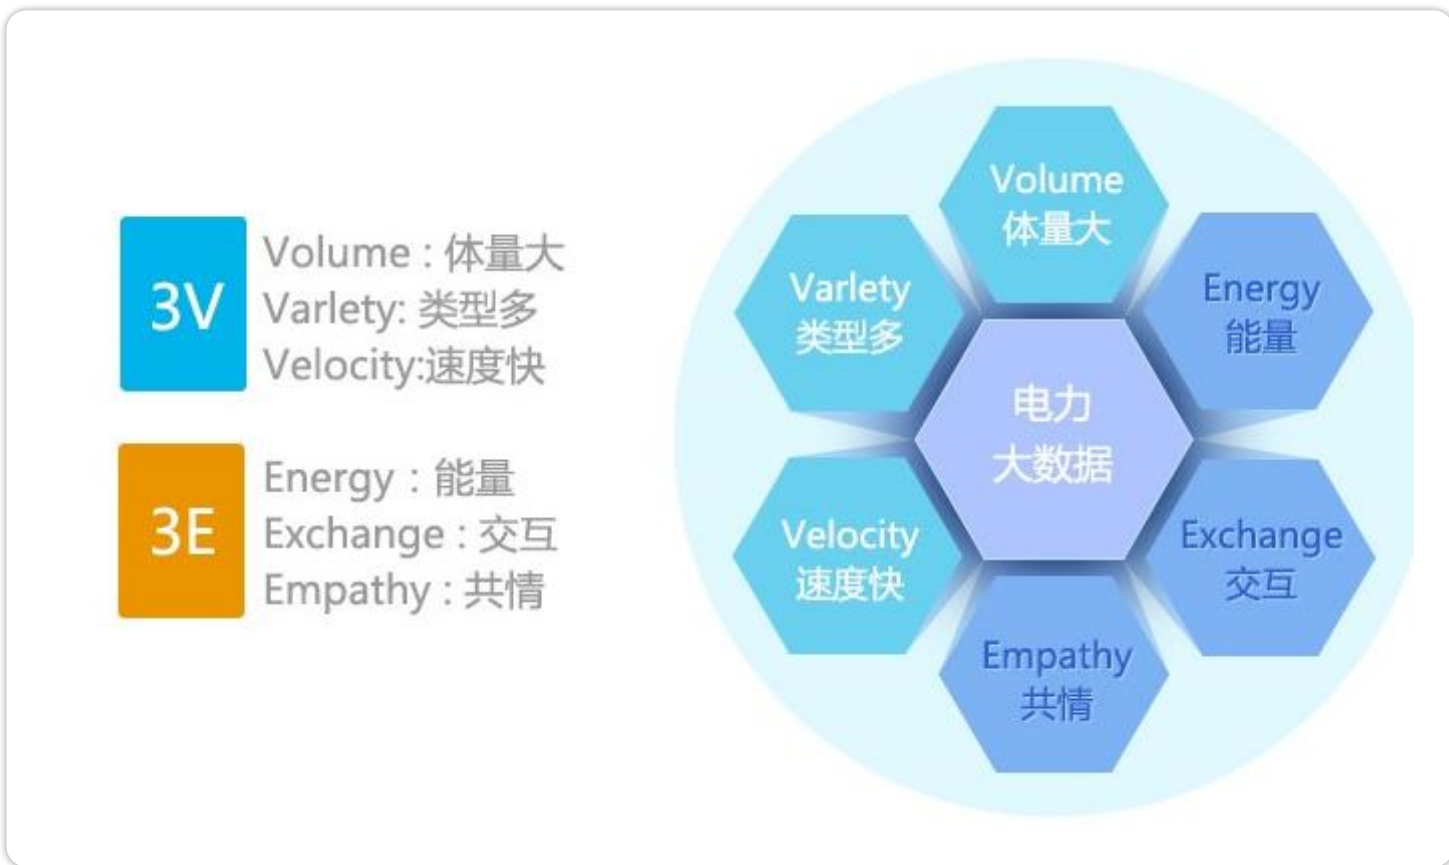 3V
Volume : 体量大
Varlety: 类型多
Velocity:速度快
3E
Energy : 能量
Exchange : 交互
Empathy : 共情
Volume
体量大
Varlety
类型多
Energy
能量
电力
大数据
Velocity
速度快
Exchange
交互
Empathy
共情